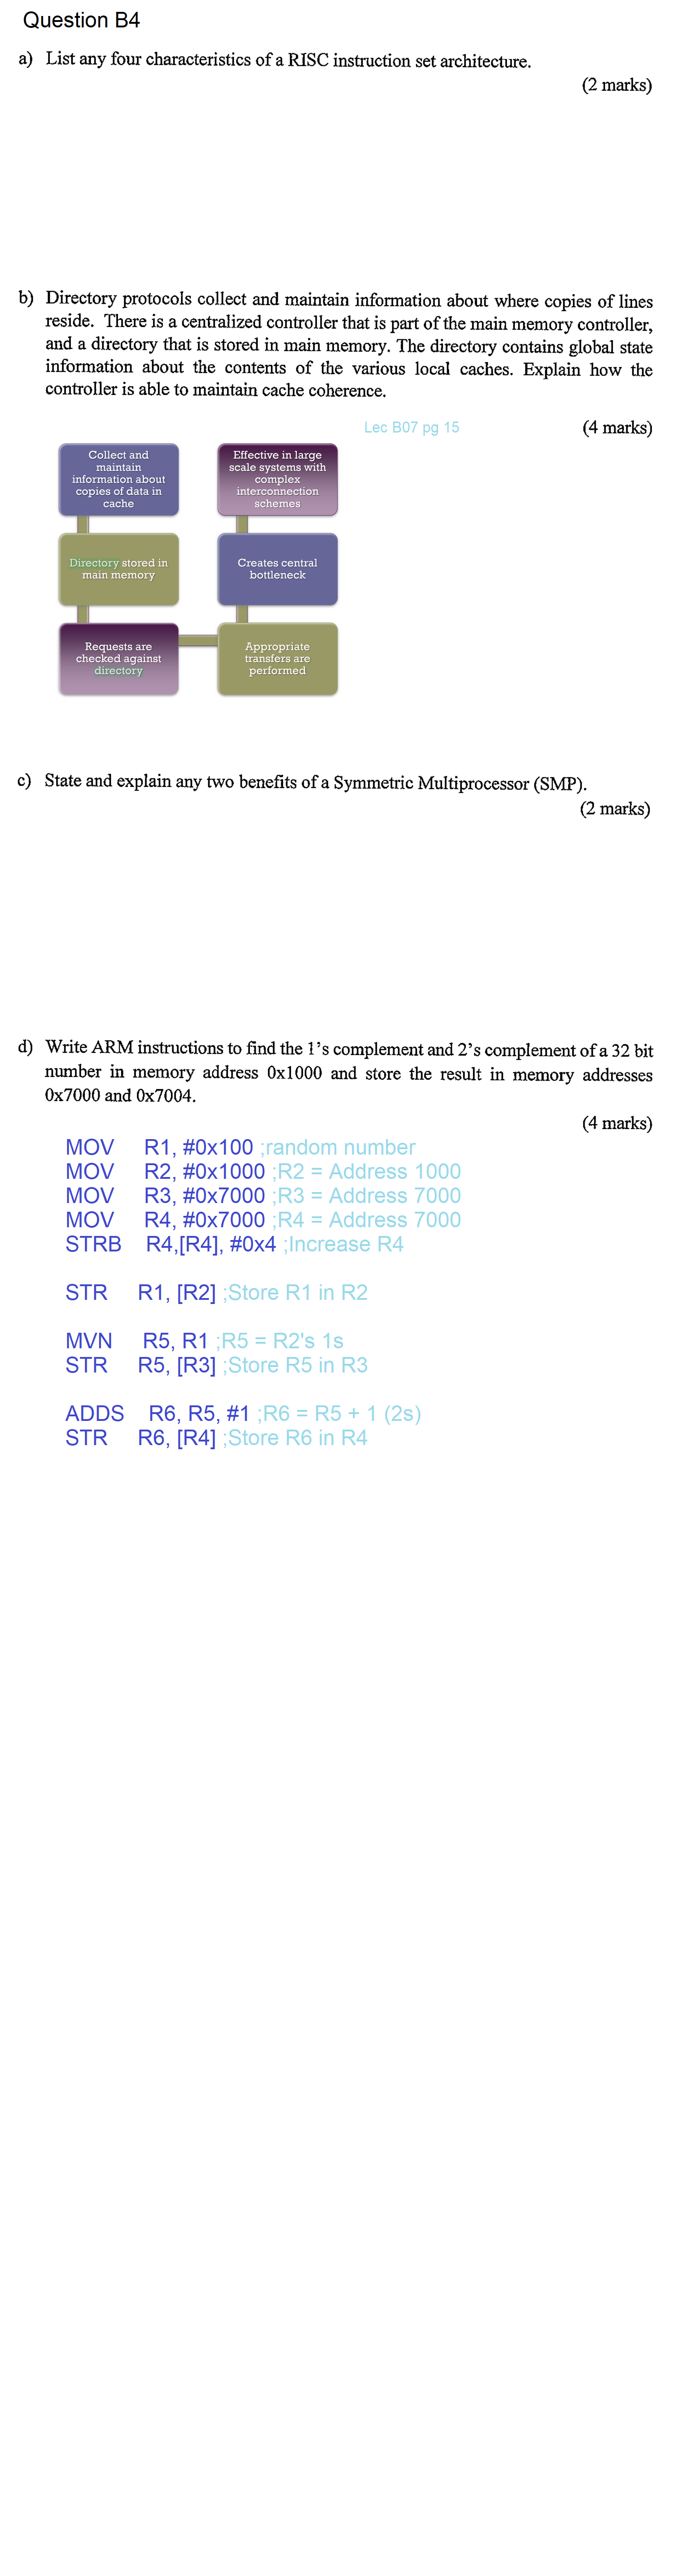 Question B4
a) List any four characteristics of a RISC instruction set architecture.
(2 marks)
b) Directory protocols collect and maintain information about where copies of lines
reside. There is a centralized controller that is part of the main memory controller,
and a directory that is stored in main memory. The directory contains global state
information about the contents of the various local caches. Explain how the
controller is able to maintain cache coherence.
Lec B07 pg 15
(4 marks)
Collect and
maintain
information about
copies of data in
cache
Directory stored in
main memory
Requests are
checked against
directory
Appropriate
transfers are
performed
Creates central
bottleneck
Effective in large
scale systems with
complex
interconnection
schemes
c) State and explain any two benefits of a Symmetric Multiprocessor (SMP).
(2 marks)
d) Write ARM instructions to find the 1's complement and 2's complement of a 32 bit
number in memory address 0x1000 and store the result in memory addresses
0x7000 and 0x7004.
(4 marks)
MOV R1, #0x100 ;random number
MOV R2, #0x1000 ;R2 = Address 1000
MOV R3, #0x7000 ;R3 = Address 7000
MOV R4, #0x7000 ;R4 = Address 7000
STRB R4,[R4], #0x4 ;Increase R4
STR R1, [R2] ;Store R1 in R2
MVN R5, R1 ;R5 = R2's 1s
STR R5, [R3] ;Store R5 in R3
ADDS R6, R5, #1 ;R6 = R5 + 1 (2s)
STR R6, [R4] ;Store R6 in R4